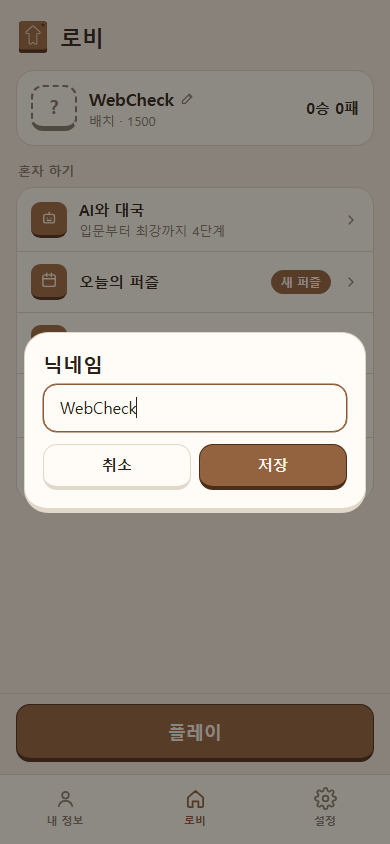 로비
?
WebCheck
배치 · 1500
0승 0패
혼자 하기
AI와 대국
입문부터 최강까지 4단계
오늘의 퍼즐
새 퍼즐
닉네임
WebCheck
취소
저장
플레이
내 정보
로비
설정